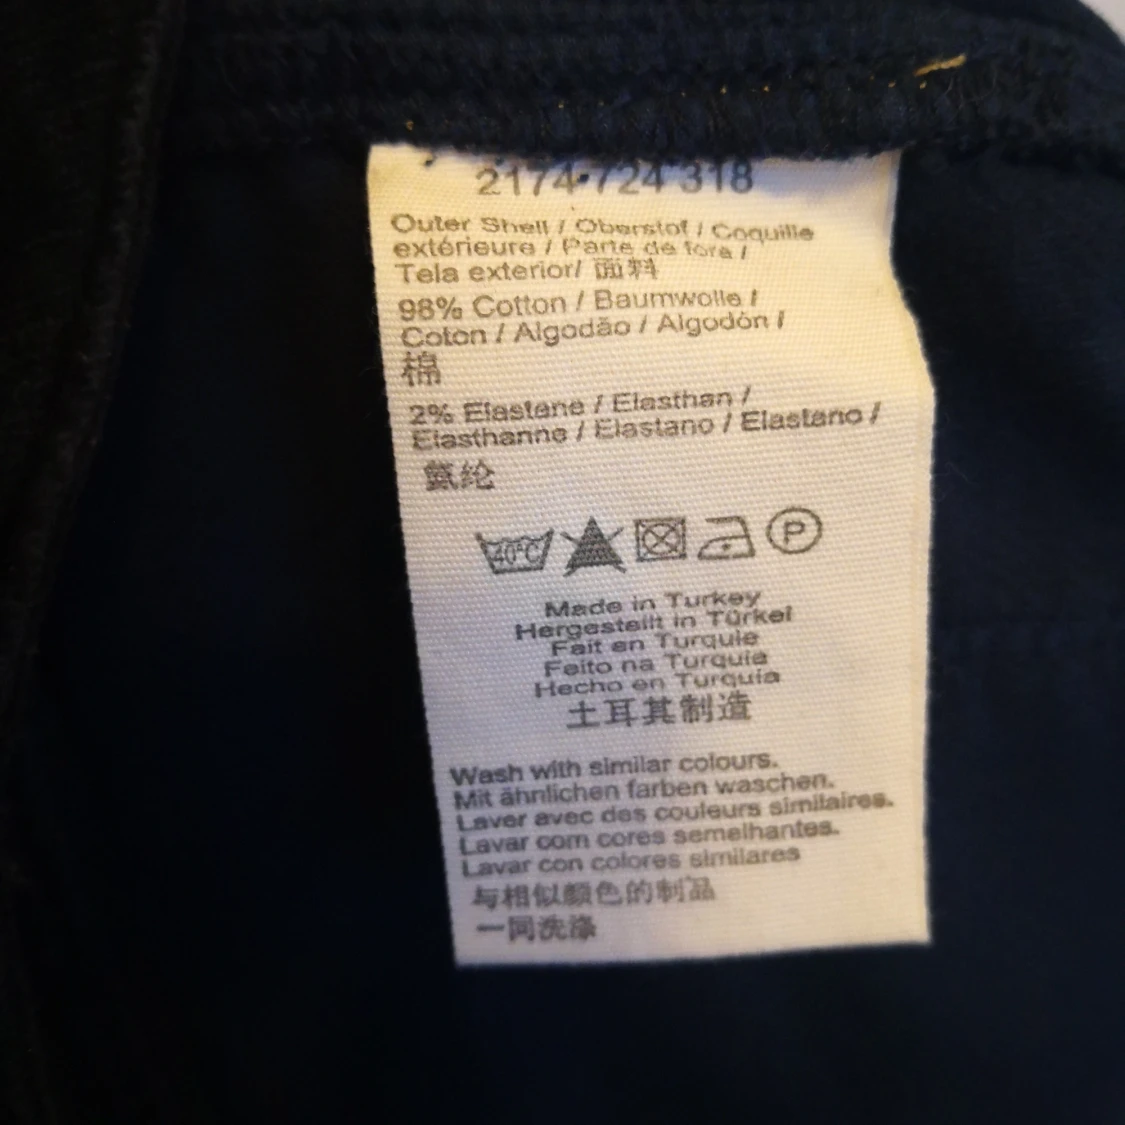 2174 724 318
Outer Shell / Oberstof / Coquille
extérieure / Parte de fora /
Tela exterior/ 面料
98% Cotton / Baumwolle /
Coton / Algodão / Algodón /
棉
2% Elastane / Elasthan /
Elasthanne / Elastano / Elastano /
氨纶
40°C P
Made in Turkey
Hergestellt in Türkei
Fait en Turquie
Feito na Turquia
Hecho en Turquía
土耳其制造
Wash with similar colours.
Mit ähnlichen farben waschen.
Laver avec des couleurs similaires.
Lavar com cores semelhantes.
Lavar con colores similares
与相似颜色的制品
一同洗涤